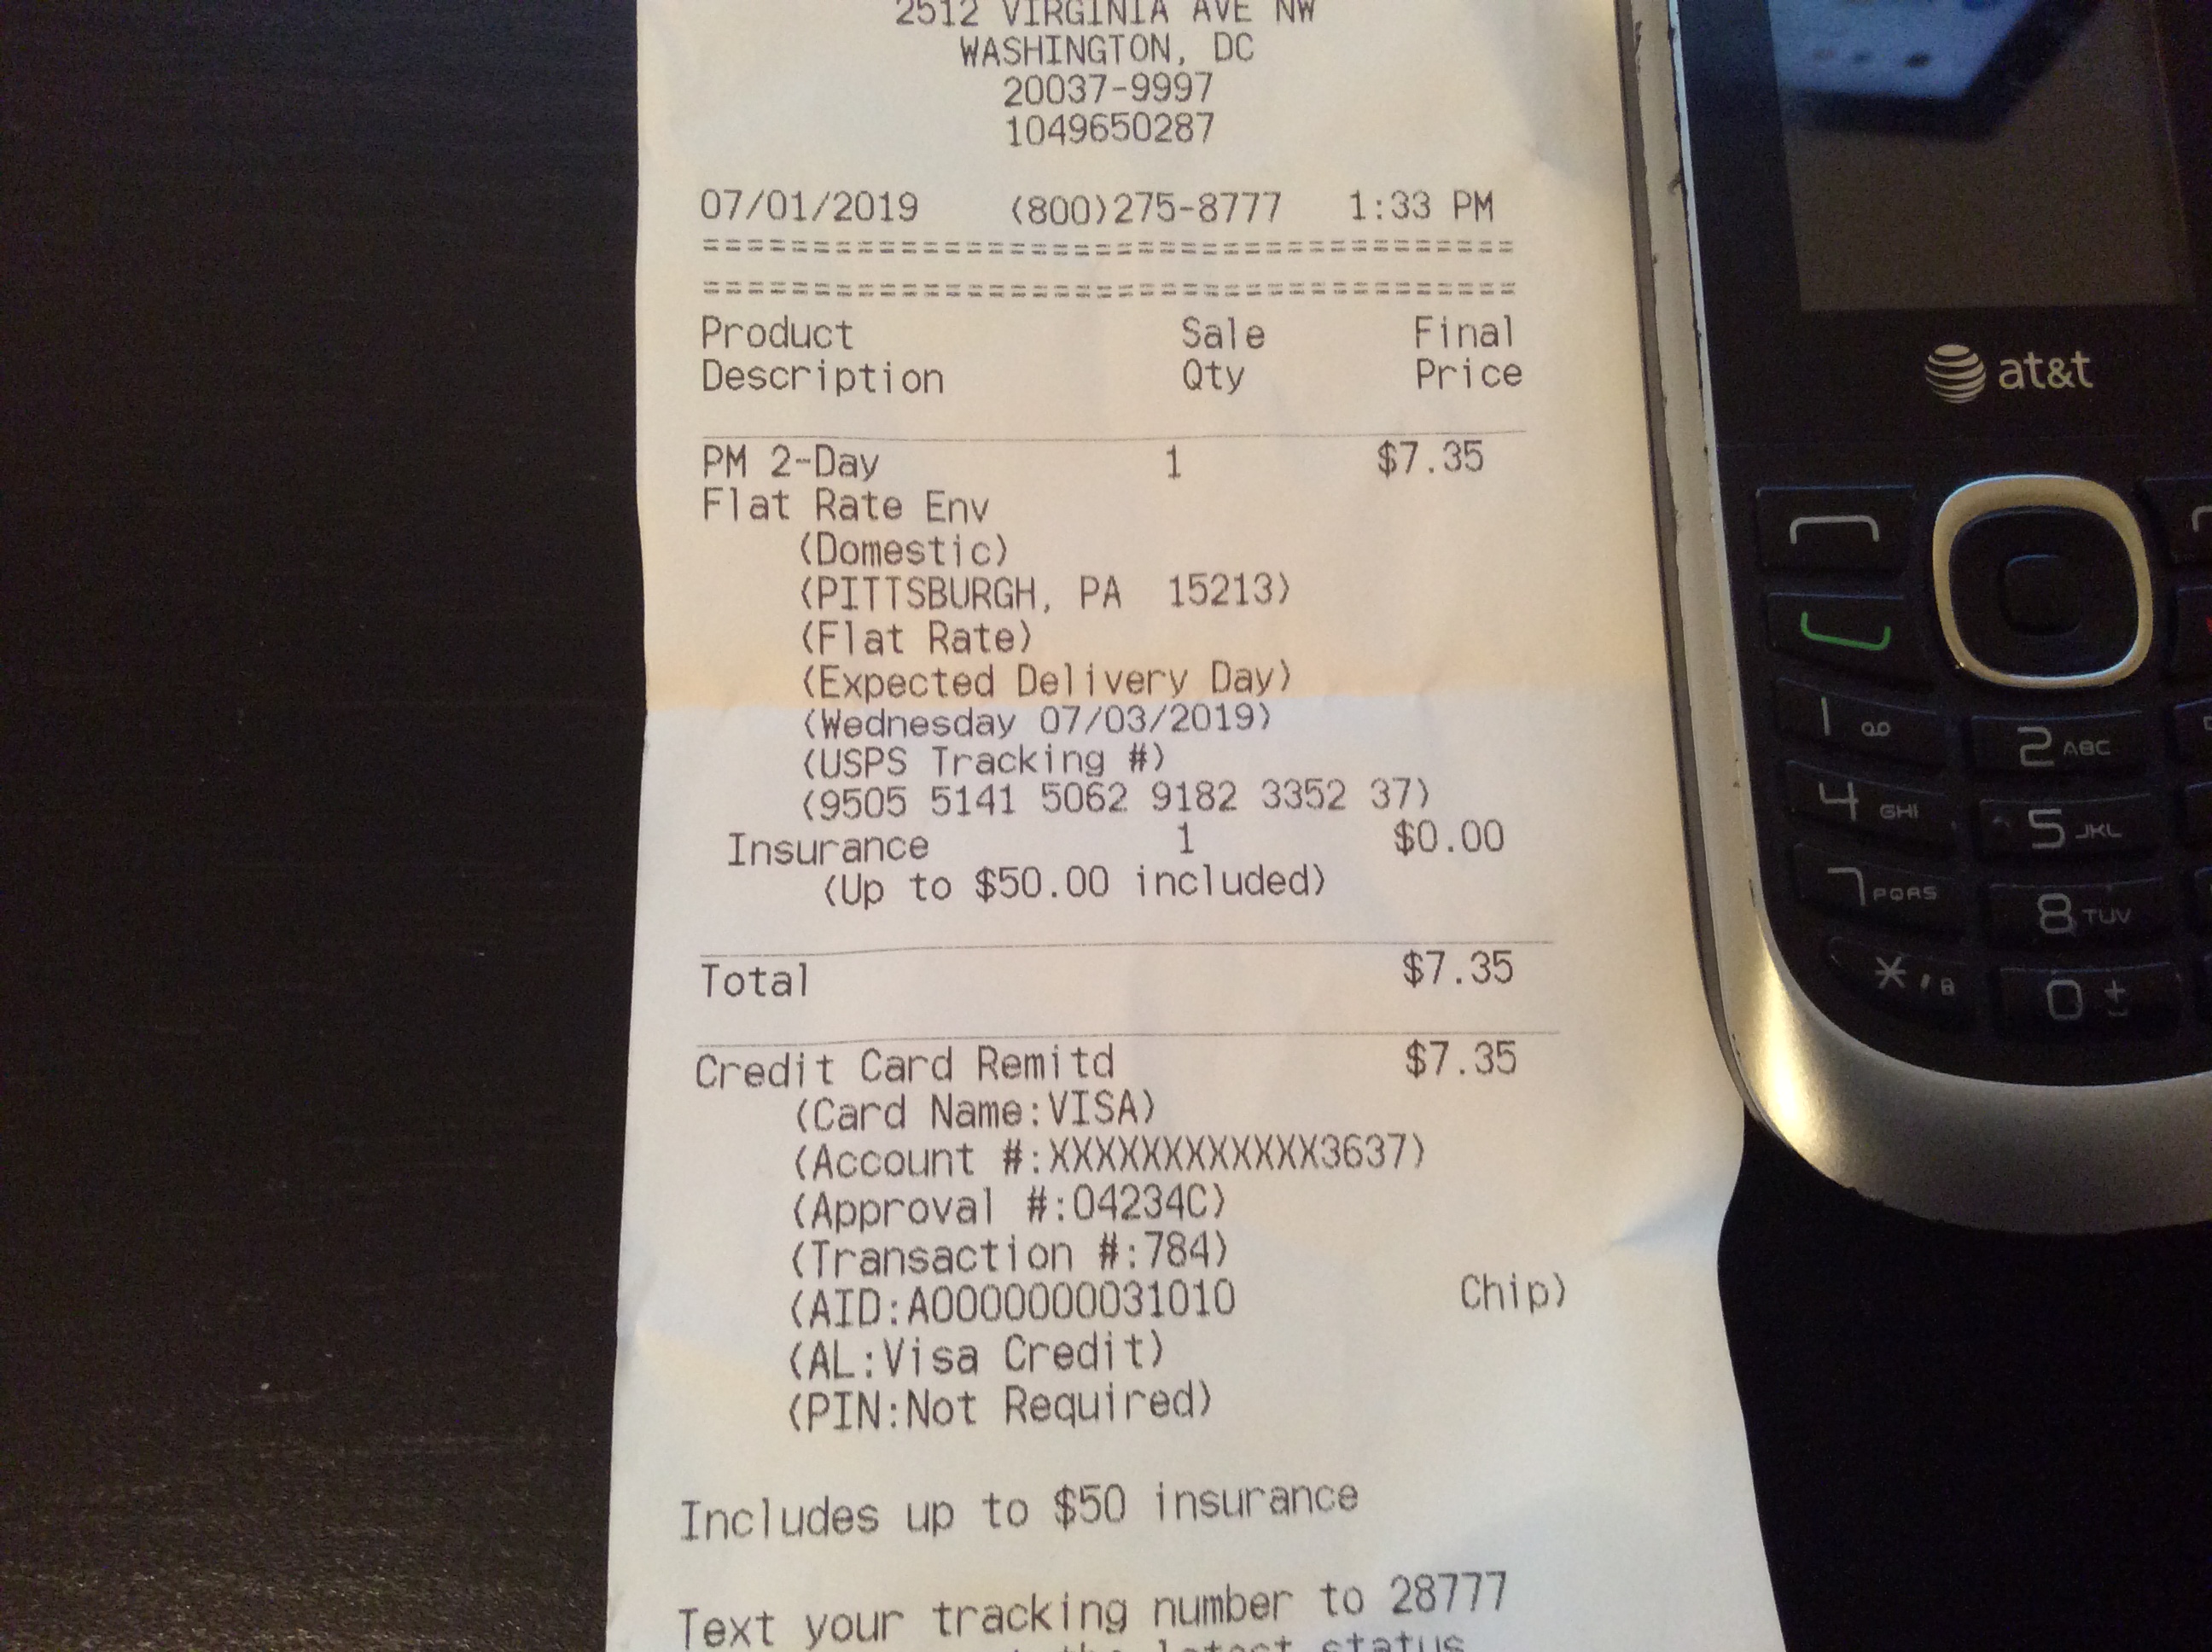 2512 VIRGINIA AVE NW
WASHINGTON, DC
20037-9997
1049650287
07/01/2019 (800)275-8777 1:33 PM
================================
================================
Product Sale Final
Description Qty Price
PM 2-Day 1 $7.35
Flat Rate Env
(Domestic)
(PITTSBURGH, PA 15213)
(Flat Rate)
(Expected Delivery Day)
(Wednesday 07/03/2019)
(USPS Tracking #)
(9505 5141 5062 9182 3352 37)
Insurance 1 $0.00
(Up to $50.00 included)
Total $7.35
Credit Card Remitd $7.35
(Card Name:VISA)
(Account #:XXXXXXXXXXXX3637)
(Approval #:04234C)
(Transaction #:784)
(AID:A0000000031010 Chip)
(AL:Visa Credit)
(PIN:Not Required)
Includes up to $50 insurance
Text your tracking number to 28777
the latest status
at&t
1
2 ABC
4 GHI
5 JKL
7 PQRS
8 TUV
*,
0 +